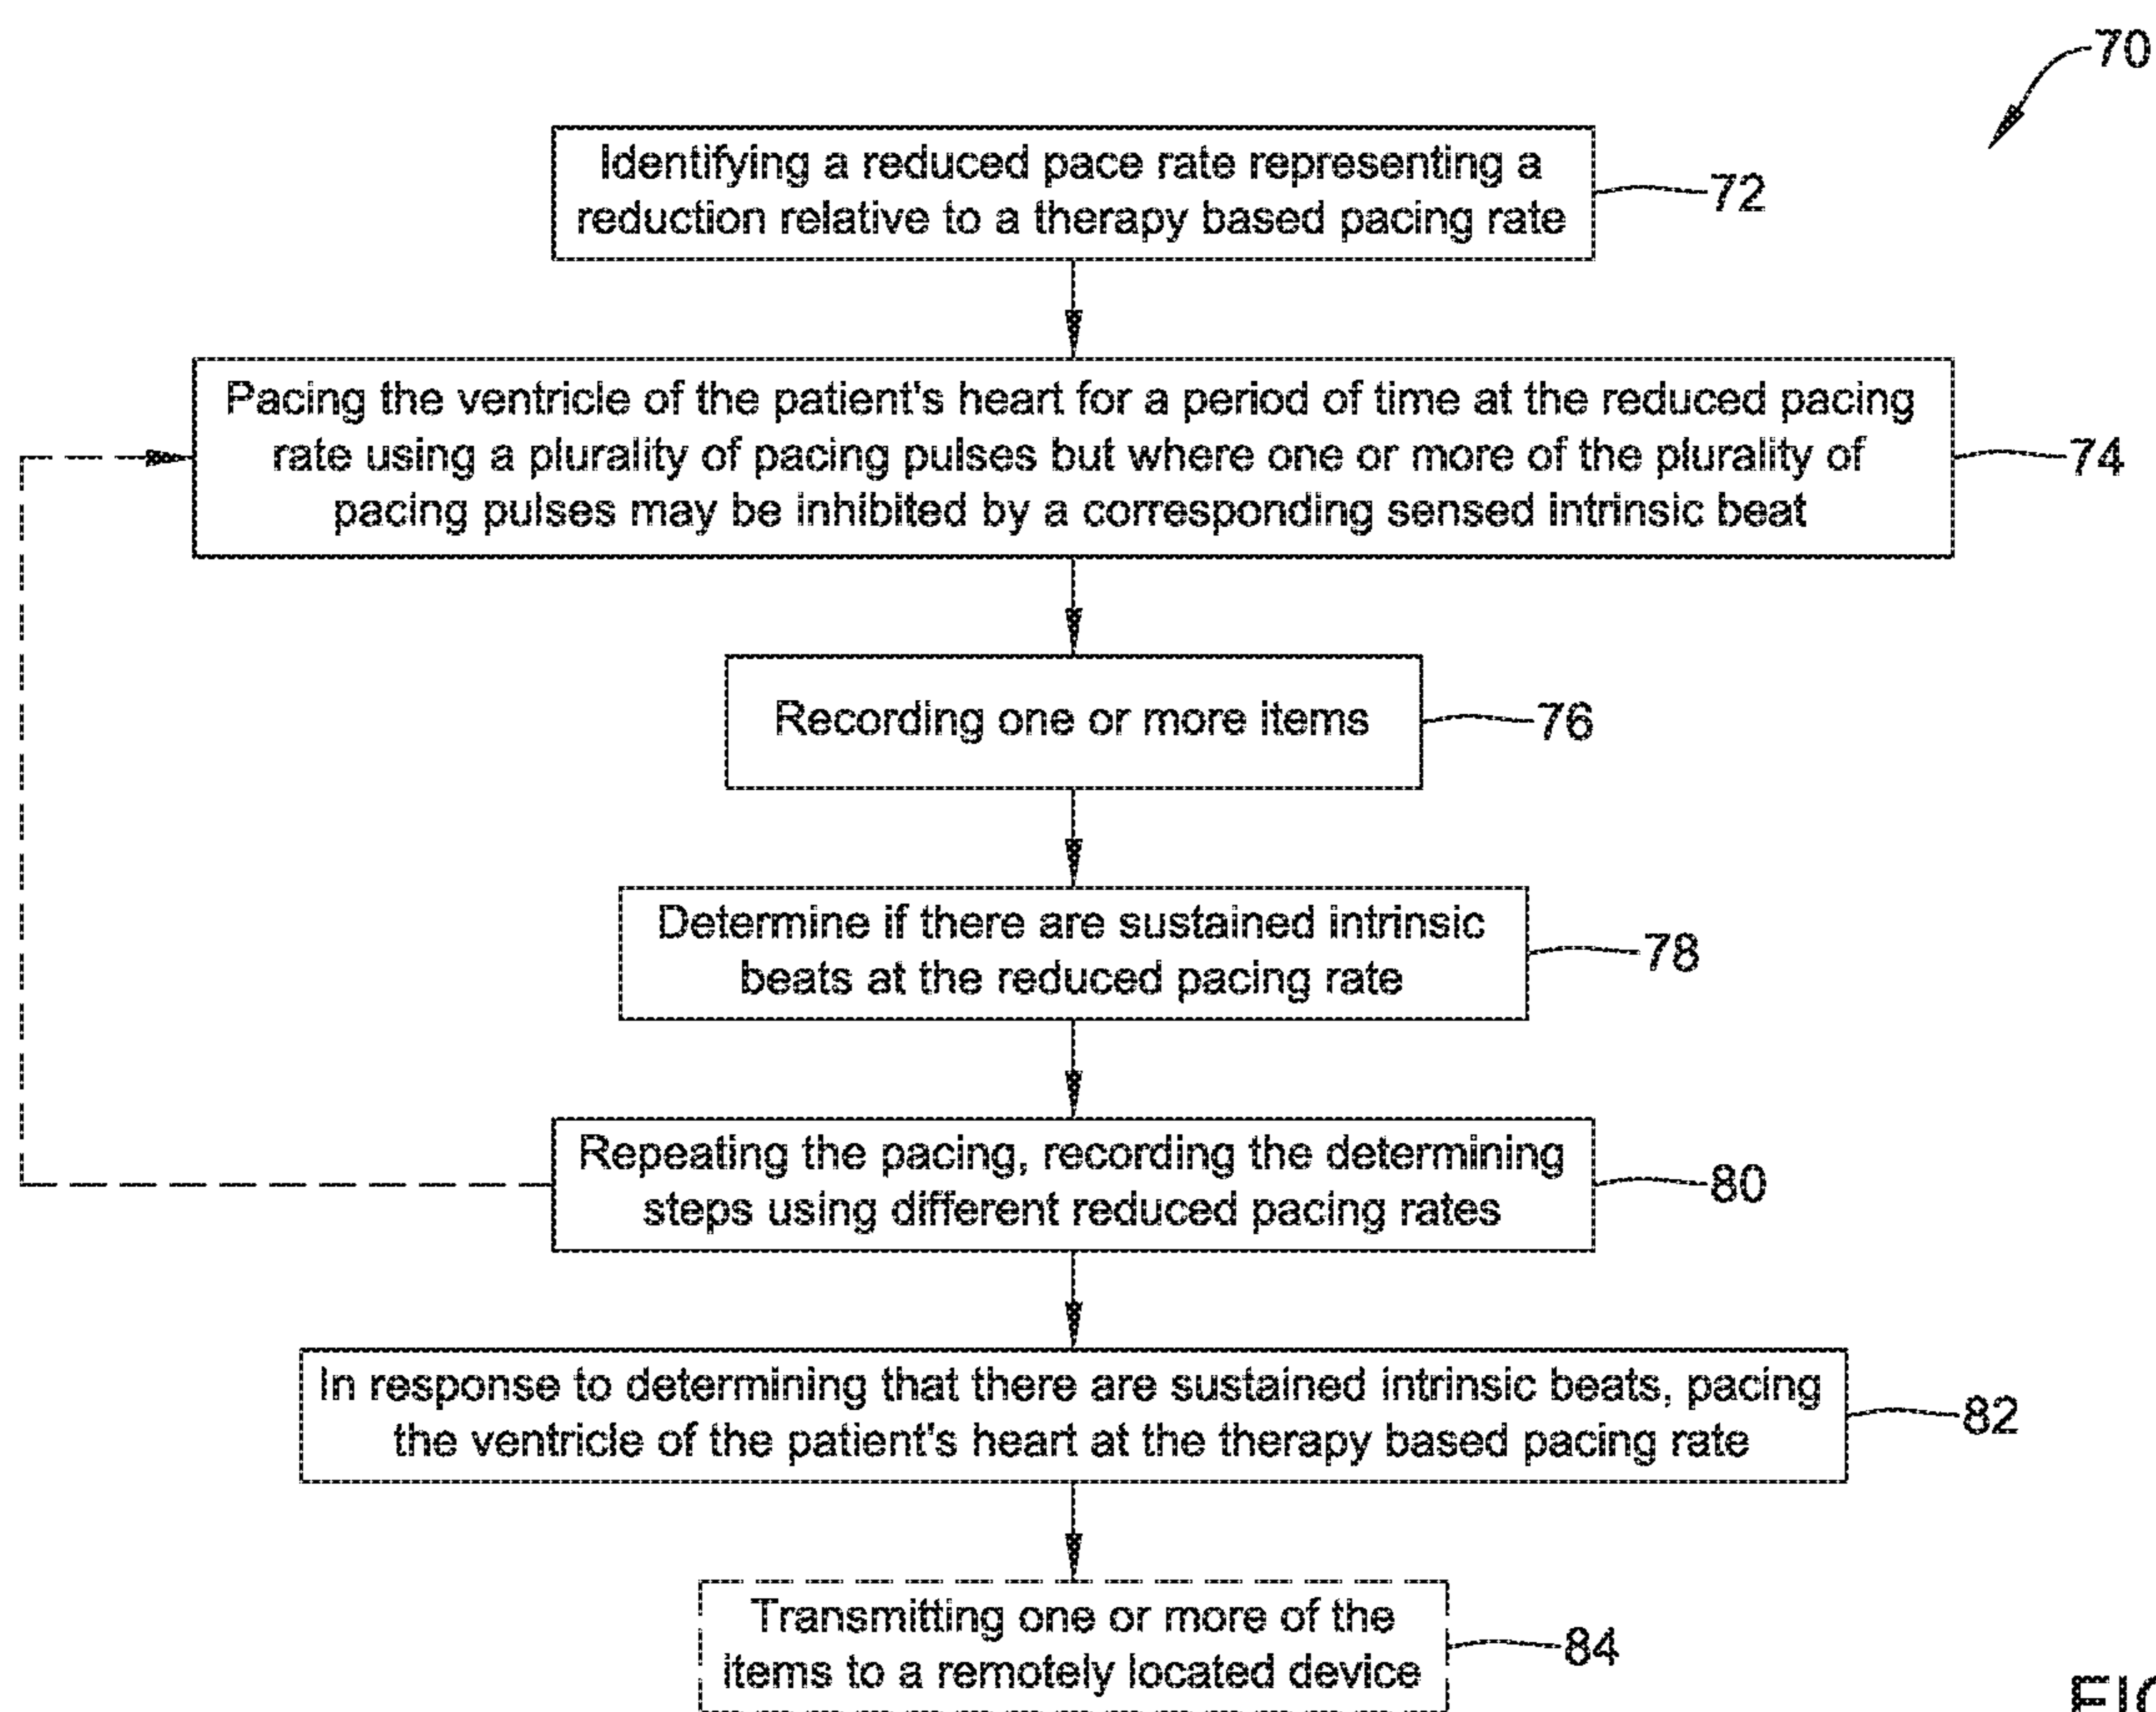 70
Identifying a reduced pace rate representing a
reduction relative to a therapy based pacing rate
72
Pacing the ventricle of the patient's heart for a period of time at the reduced pacing
rate using a plurality of pacing pulses but where one or more of the plurality of
pacing pulses may be inhibited by a corresponding sensed intrinsic beat
74
Recording one or more items
76
Determine if there are sustained intrinsic
beats at the reduced pacing rate
78
Repeating the pacing, recording the determining
steps using different reduced pacing rates
80
In response to determining that there are sustained intrinsic beats, pacing
the ventricle of the patient's heart at the therapy based pacing rate
82
Transmitting one or more of the
items to a remotely located device
84